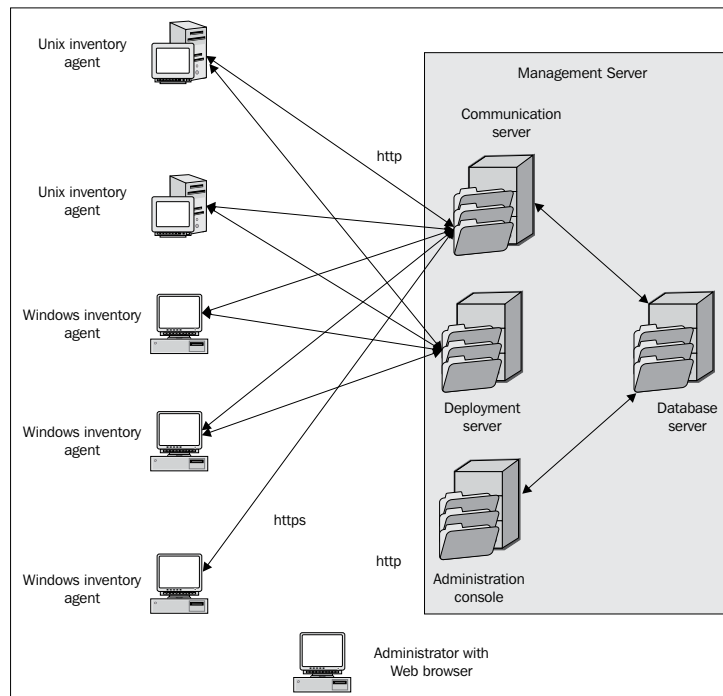 Unix inventory
agent
Management Server
Communication
server
http
Unix inventory
agent
Windows inventory
agent
Deployment
server
Database
server
Windows inventory
agent
https
http
Windows inventory
agent
Administration
console
Administrator with
Web browser